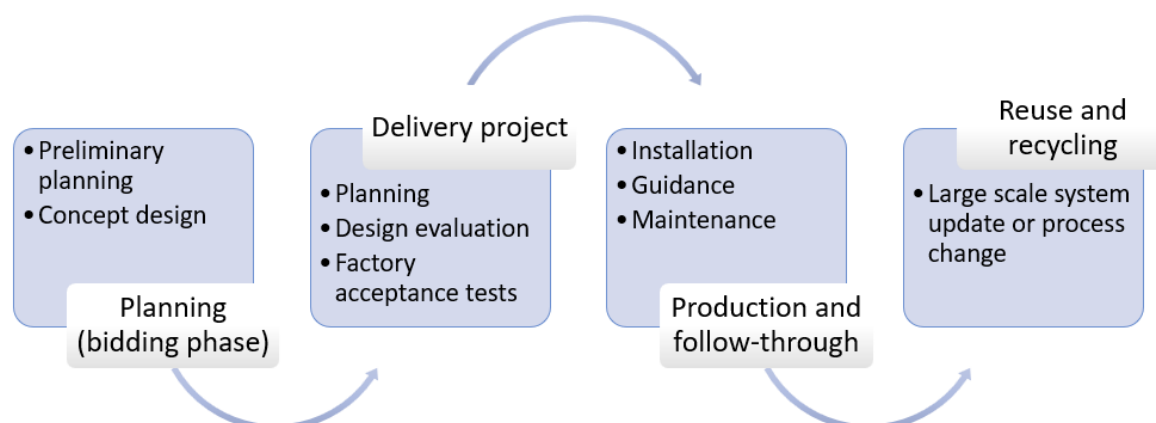 • Preliminary
planning
• Concept design
Planning
(bidding phase)
Delivery project
• Planning
• Design evaluation
• Factory
acceptance tests
• Installation
• Guidance
• Maintenance
Production and
follow-through
Reuse and
recycling
• Large scale system
update or process
change